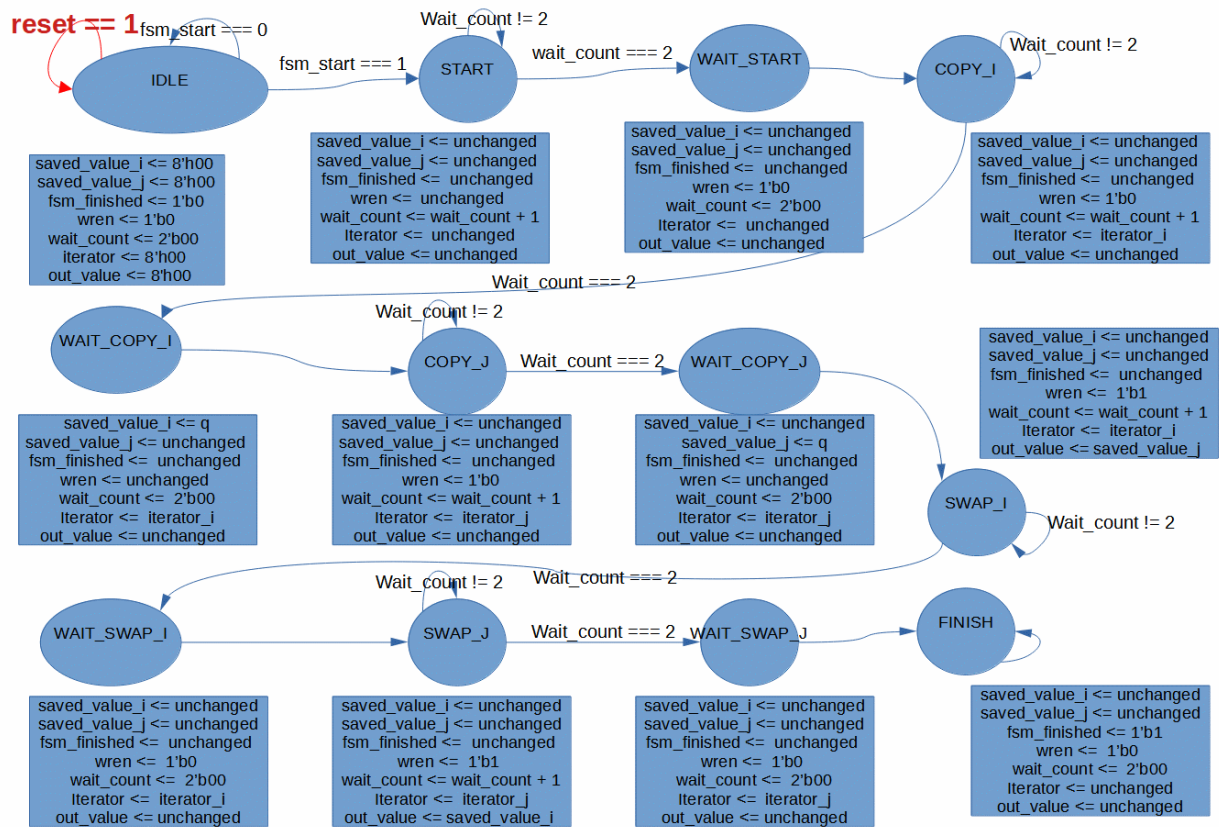 reset == 1
fsm_start === 0
IDLE
fsm_start === 1
Wait_count != 2
START
wait_count === 2
WAIT_START
COPY_I
Wait_count != 2
saved_value_i <= 8'h00
saved_value_j <= 8'h00
fsm_finished <= 1'b0
wren <= 1'b0
wait_count <= 2'b00
iterator <= 8'h00
out_value <= 8'h00
saved_value_i <= unchanged
saved_value_j <= unchanged
fsm_finished <= unchanged
wren <= unchanged
wait_count <= wait_count + 1
Iterator <= unchanged
out_value <= unchanged
saved_value_i <= unchanged
saved_value_j <= unchanged
fsm_finished <= unchanged
wren <= 1'b0
wait_count <= 2'b00
Iterator <= unchanged
out_value <= unchanged
saved_value_i <= unchanged
saved_value_j <= unchanged
fsm_finished <= unchanged
wren <= 1'b0
wait_count <= wait_count + 1
Iterator <= iterator_i
out_value <= unchanged
Wait_count === 2
WAIT_COPY_I
Wait_count != 2
COPY_J
Wait_count === 2
WAIT_COPY_J
saved_value_i <= unchanged
saved_value_j <= unchanged
fsm_finished <= unchanged
wren <= 1'b1
wait_count <= wait_count + 1
Iterator <= iterator_i
out_value <= saved_value_j
saved_value_i <= q
saved_value_j <= unchanged
fsm_finished <= unchanged
wren <= unchanged
wait_count <= 2'b00
Iterator <= iterator_i
out_value <= unchanged
saved_value_i <= unchanged
saved_value_j <= unchanged
fsm_finished <= unchanged
wren <= 1'b0
wait_count <= wait_count + 1
Iterator <= iterator_j
out_value <= unchanged
saved_value_i <= unchanged
saved_value_j <= q
fsm_finished <= unchanged
wren <= unchanged
wait_count <= 2'b00
Iterator <= iterator_j
out_value <= unchanged
SWAP_I
Wait_count != 2
Wait_count === 2
WAIT_SWAP_I
Wait_count != 2
SWAP_J
Wait_count === 2
WAIT_SWAP_J
FINISH
saved_value_i <= unchanged
saved_value_j <= unchanged
fsm_finished <= unchanged
wren <= 1'b0
wait_count <= 2'b00
Iterator <= iterator_i
out_value <= unchanged
saved_value_i <= unchanged
saved_value_j <= unchanged
fsm_finished <= unchanged
wren <= 1'b1
wait_count <= wait_count + 1
Iterator <= iterator_j
out_value <= saved_value_i
saved_value_i <= unchanged
saved_value_j <= unchanged
fsm_finished <= unchanged
wren <= 1'b0
wait_count <= 2'b00
Iterator <= iterator_j
out_value <= unchanged
saved_value_i <= unchanged
saved_value_j <= unchanged
fsm_finished <= 1'b1
wren <= 1'b0
wait_count <= 2'b00
Iterator <= unchanged
out_value <= unchanged